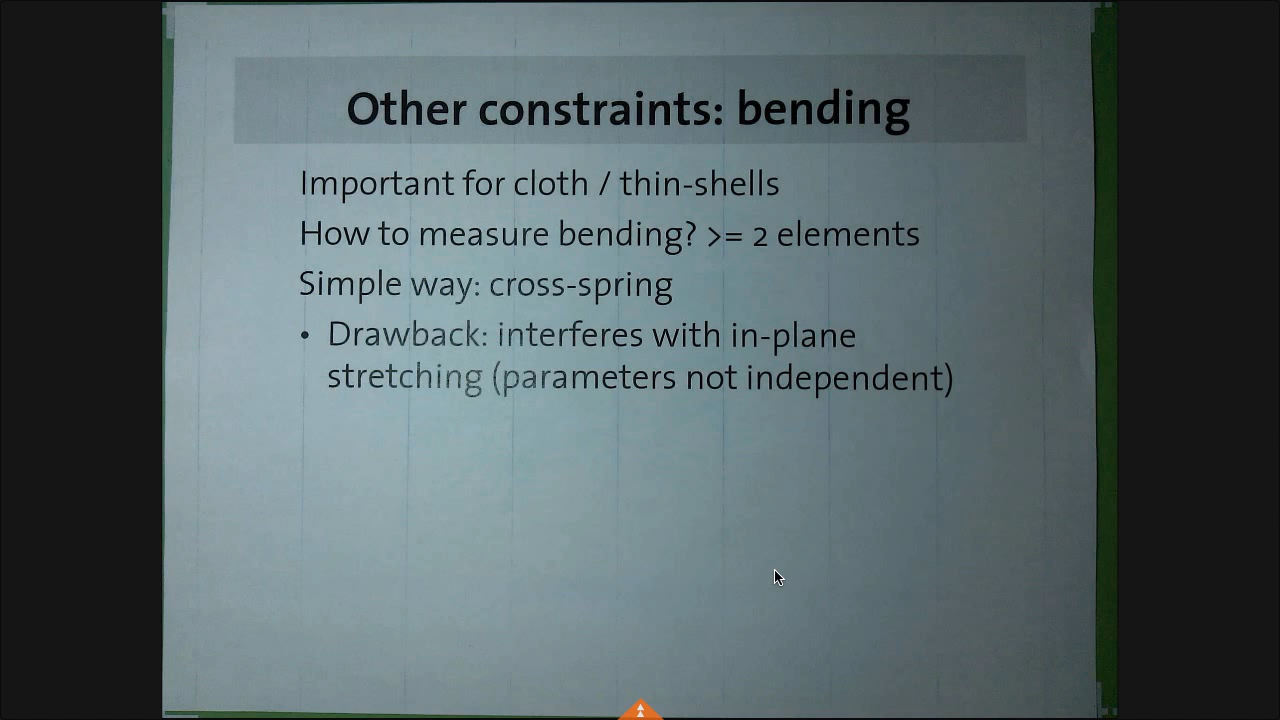 Other constraints: bending
Important for cloth / thin-shells
How to measure bending? >= 2 elements
Simple way: cross-spring
• Drawback: interferes with in-plane
stretching (parameters not independent)